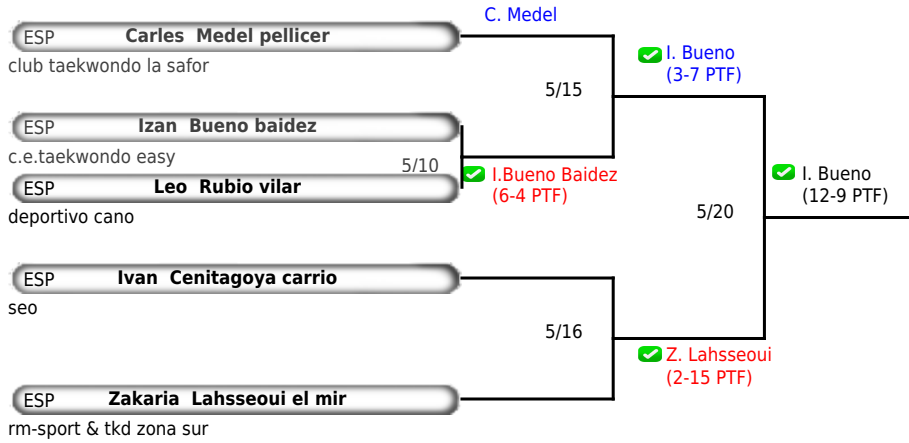 C. Medel
ESP Carles Medel pellicer
club taekwondo la safor
I. Bueno
(3-7 PTF)
5/15
ESP Izan Bueno baidez
c.e.taekwondo easy
5/10
I.Bueno Baidez
(6-4 PTF)
ESP Leo Rubio vilar
deportivo cano
I. Bueno
(12-9 PTF)
5/20
ESP Ivan Cenitagoya carrio
seo
5/16
Z. Lahsseoui
(2-15 PTF)
ESP Zakaria Lahsseoui el mir
rm-sport & tkd zona sur